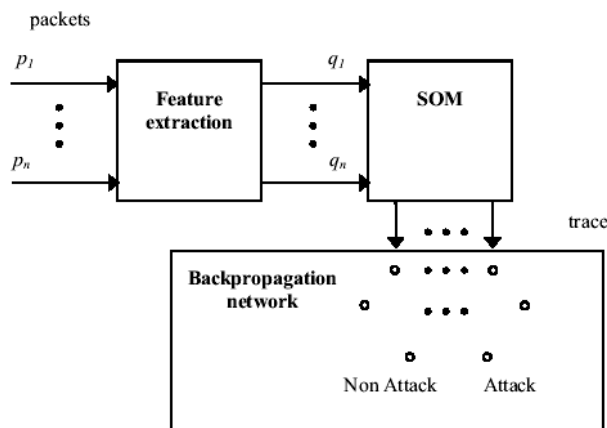 packets
p1
q1
Feature
extraction
SOM
pn
qn
trace
Backpropagation
network
Non Attack
Attack